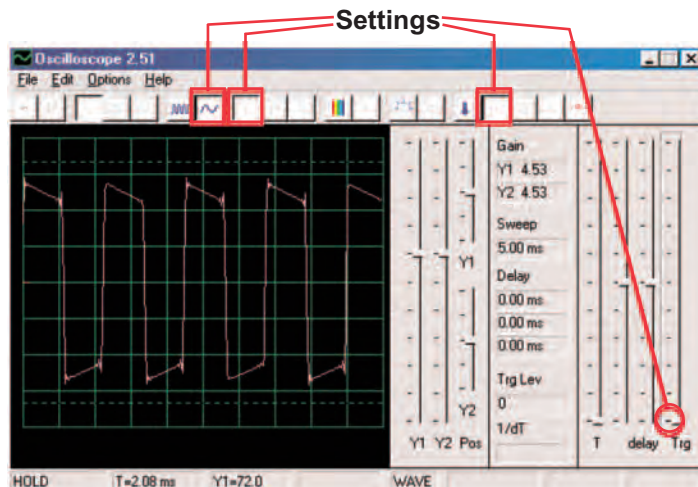 Settings
Oscilloscope 2.51
File Edit Options Help
Gain
Y1 4.53
Y2 4.53
Sweep
5.00 ms
Delay
0.00 ms
0.00 ms
0.00 ms
Trg Lev
0
1/dT
Y1
Y2
Y1 Y2 Pos
T delay Trg
HOLD T=2.08 ms Y1=72.0 WAVE